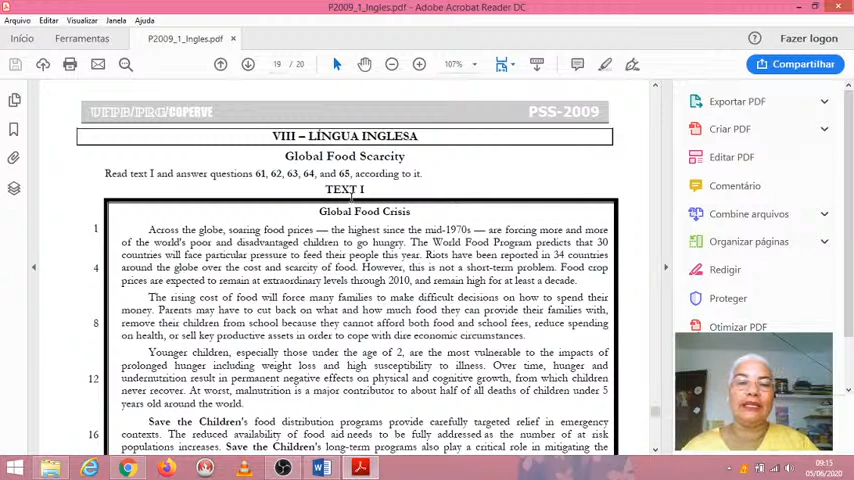 P2009_1_Ingles.pdf - Adobe Acrobat Reader DC
Arquivo Editar Visualizar Janela Ajuda
Início Ferramentas P2009_1_Ingles.pdf × Fazer logon
19 / 20 107% Compartilhar
UFPB/PRG/COPERVE PSS-2009
VIII – LÍNGUA INGLESA
Global Food Scarcity
Read text I and answer questions 61, 62, 63, 64, and 65, according to it.
TEXT I
Global Food Crisis
1 Across the globe, soaring food prices — the highest since the mid-1970s — are forcing more and more
of the world's poor and disadvantaged children to go hungry. The World Food Program predicts that 30
countries will face particular pressure to feed their people this year. Riots have been reported in 34 countries
4 around the globe over the cost and scarcity of food. However, this is not a short-term problem. Food crop
prices are expected to remain at extraordinary levels through 2010, and remain high for at least a decade.
The rising cost of food will force many families to make difficult decisions on how to spend their
money. Parents may have to cut back on what and how much food they can provide their families with,
8 remove their children from school because they cannot afford both food and school fees, reduce spending
on health, or sell key productive assets in order to cope with dire economic circumstances.
Younger children, especially those under the age of 2, are the most vulnerable to the impacts of
prolonged hunger including weight loss and high susceptibility to illness. Over time, hunger and
12 undernutrition result in permanent negative effects on physical and cognitive growth, from which children
never recover. At worst, malnutrition is a major contributor to about half of all deaths of children under 5
years old around the world.
Save the Children's food distribution programs provide carefully targeted relief in emergency
16 contexts. The reduced availability of food aid needs to be fully addressed as the number of at risk
populations increases. Save the Children's long-term programs also play a critical role in mitigating the
Exportar PDF
Criar PDF
Editar PDF
Comentário
Combine arquivos
Organizar páginas
Redigir
Proteger
Otimizar PDF
09:15
05/06/2020